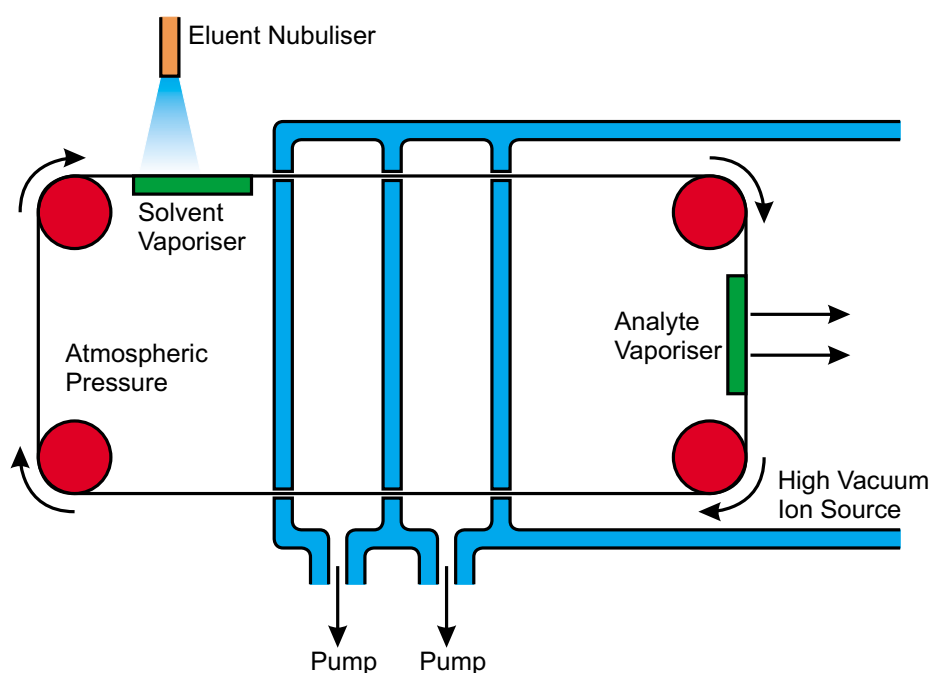 Eluent Nubuliser
Solvent
Vaporiser
Analyte
Vaporiser
Atmospheric
Pressure
High Vacuum
Ion Source
Pump
Pump